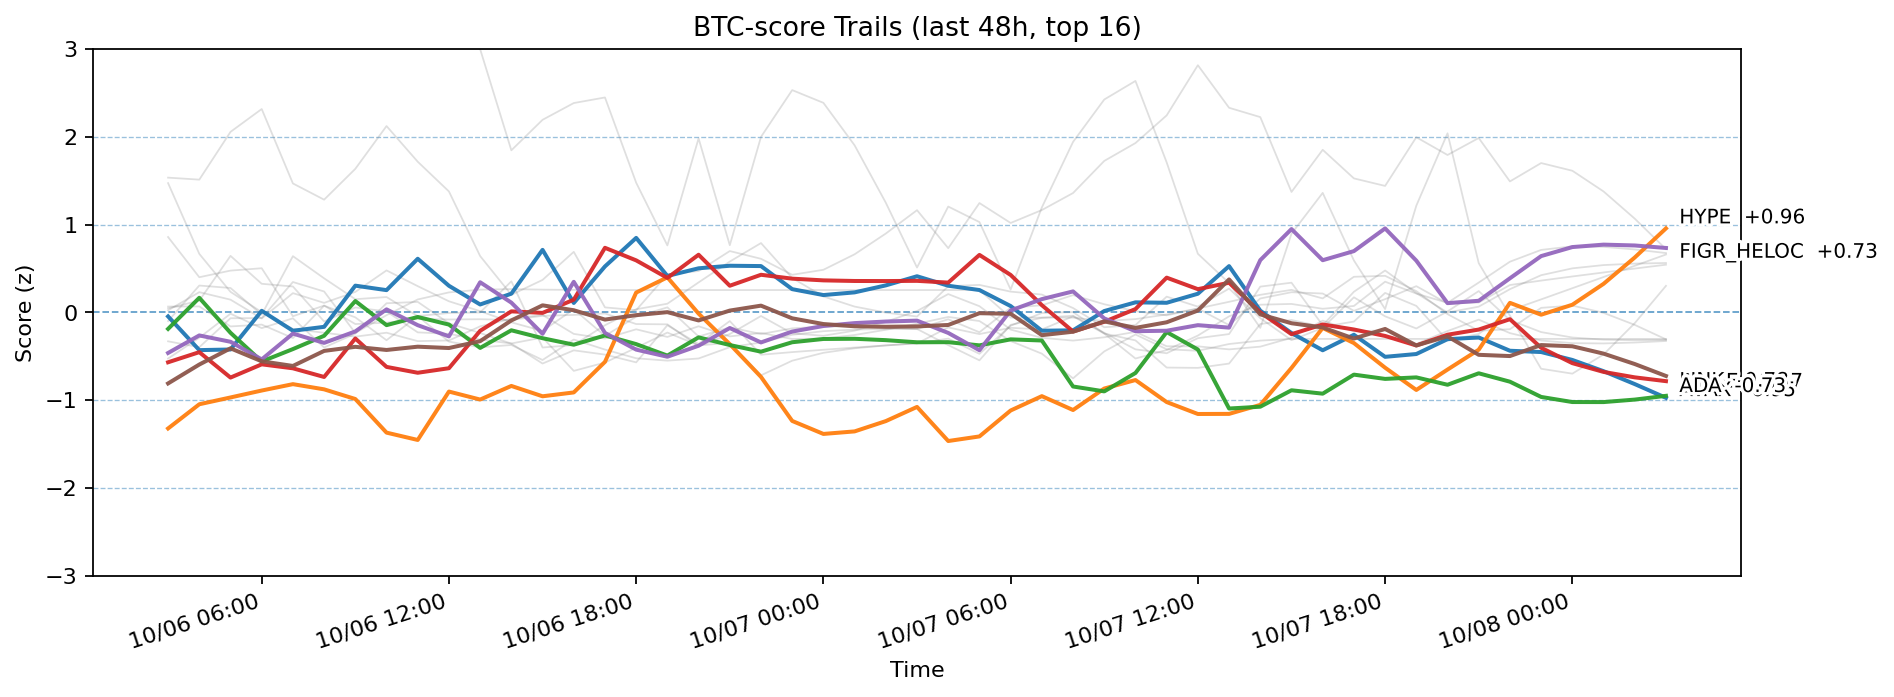 BTC-score Trails (last 48h, top 16)
Score (z)
3
2
1
0
−1
−2
−3
HYPE +0.96
FIGR_HELOC +0.73
ADA
10/06 06:00
10/06 12:00
10/06 18:00
10/07 00:00
10/07 06:00
10/07 12:00
10/07 18:00
10/08 00:00
Time